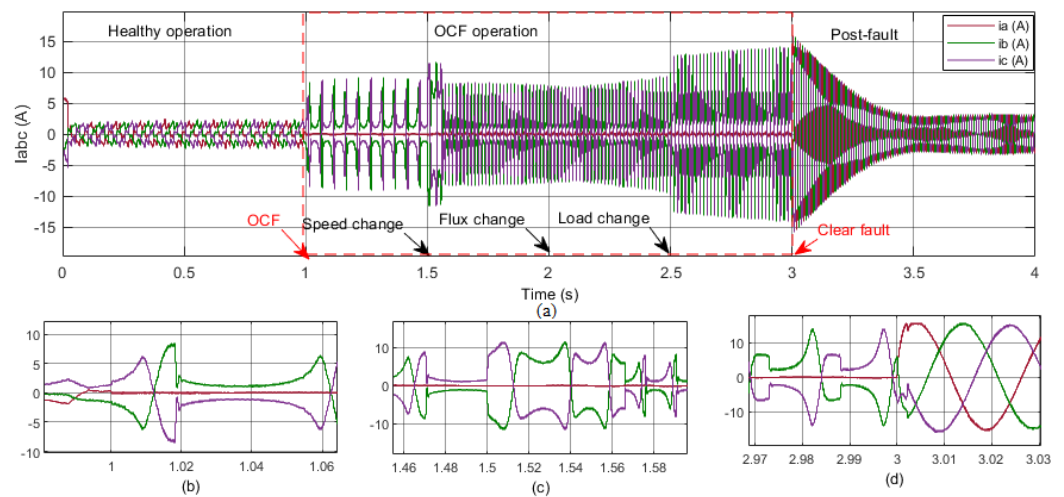 Healthy operation
OCF operation
Post-fault
ia (A)
ib (A)
ic (A)
Iabc (A)
15
10
5
0
-5
-10
-15
OCF
Speed change
Flux change
Load change
Clear fault
0 0.5 1 1.5 2 2.5 3 3.5 4
Time (s)
(a)
10
5
0
-5
-10
1 1.02 1.04 1.06
(b)
10
0
-10
1.46 1.48 1.5 1.52 1.54 1.56 1.58
(c)
10
0
-10
2.97 2.98 2.99 3 3.01 3.02 3.03
(d)